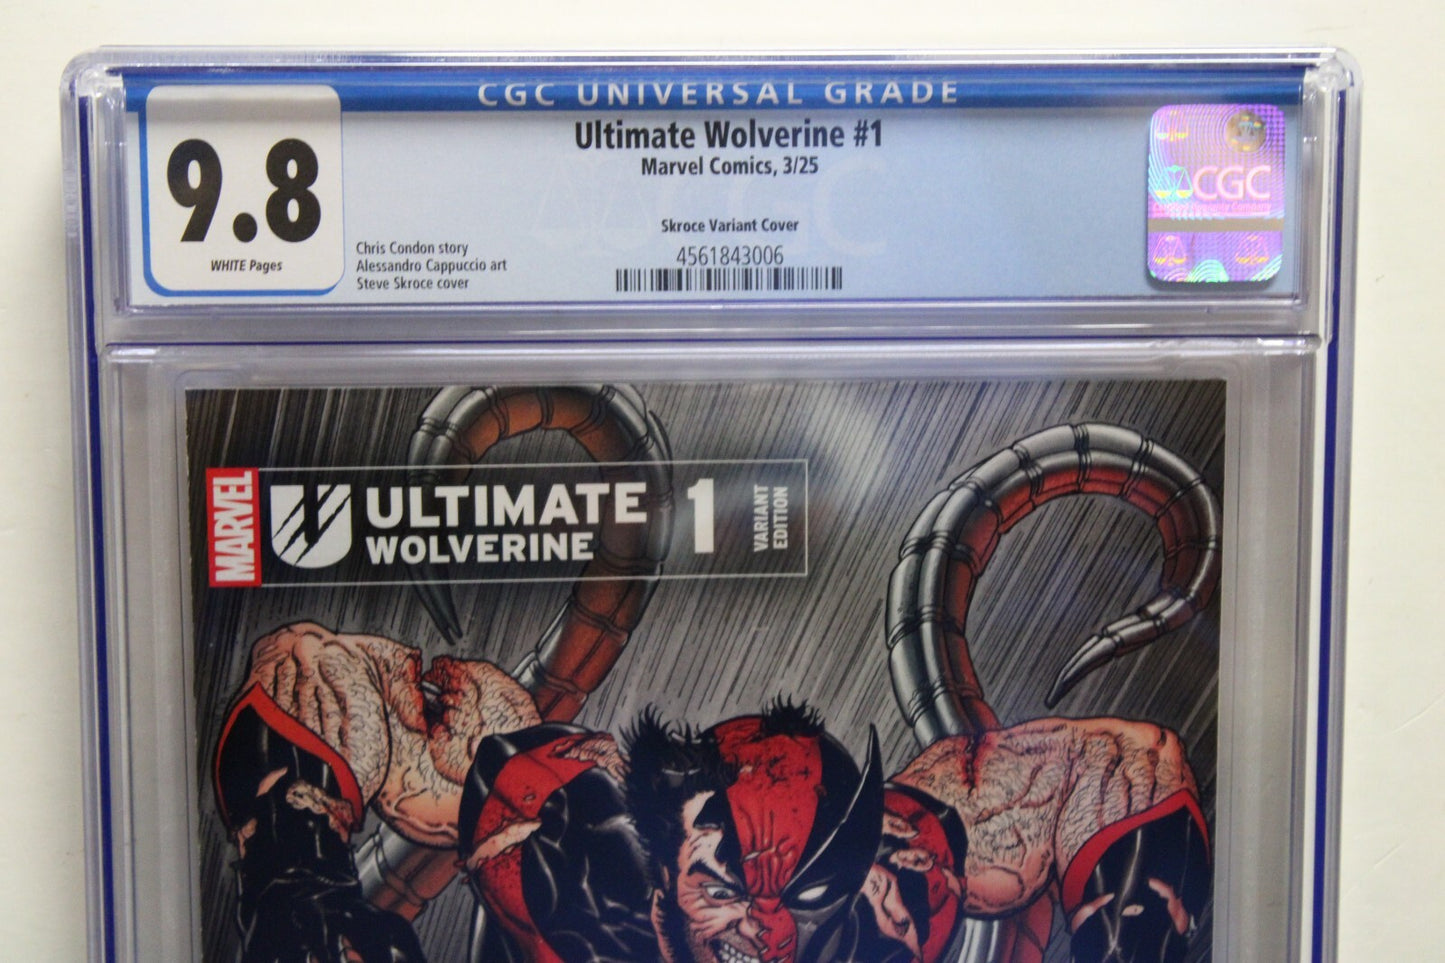 CGC UNIVERSAL GRADE
9.8
WHITE Pages
Ultimate Wolverine #1
Marvel Comics, 3/25
Skroce Variant Cover
4561843006
Chris Condon story
Alessandro Cappuccio art
Steve Skroce cover
CGC
MARVEL
ULTIMATE
WOLVERINE
1
VARIANT
EDITION